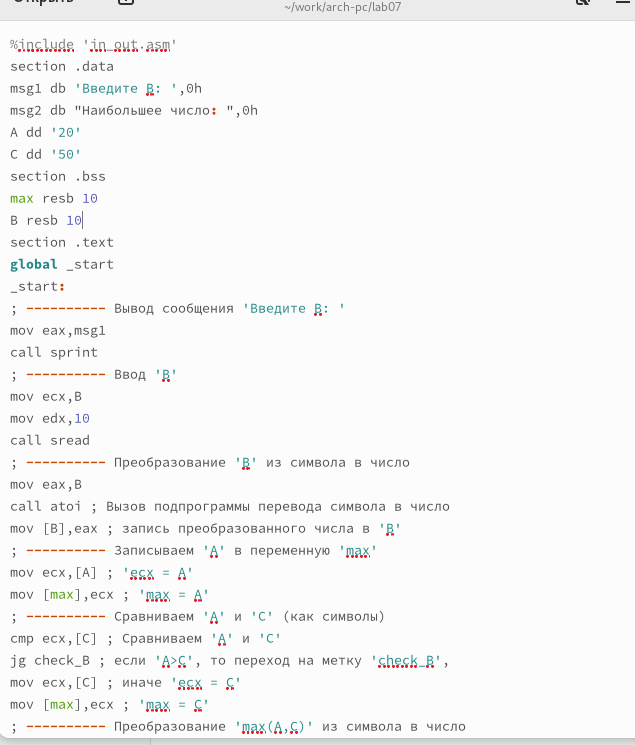 Открыть
~/work/arch-pc/lab07
%include 'in_out.asm'
section .data
msg1 db 'Введите B: ',0h
msg2 db "Наибольшее число: ",0h
A dd '20'
C dd '50'
section .bss
max resb 10
B resb 10
section .text
global _start
_start:
; ---------- Вывод сообщения 'Введите B: '
mov eax,msg1
call sprint
; ---------- Ввод 'B'
mov ecx,B
mov edx,10
call sread
; ---------- Преобразование 'B' из символа в число
mov eax,B
call atoi ; Вызов подпрограммы перевода символа в число
mov [B],eax ; запись преобразованного числа в 'B'
; ---------- Записываем 'A' в переменную 'max'
mov ecx,[A] ; 'ecx = A'
mov [max],ecx ; 'max = A'
; ---------- Сравниваем 'A' и 'C' (как символы)
cmp ecx,[C] ; Сравниваем 'A' и 'C'
jg check_B ; если 'A>C', то переход на метку 'check_B',
mov ecx,[C] ; иначе 'ecx = C'
mov [max],ecx ; 'max = C'
; ---------- Преобразование 'max(A,C)' из символа в число